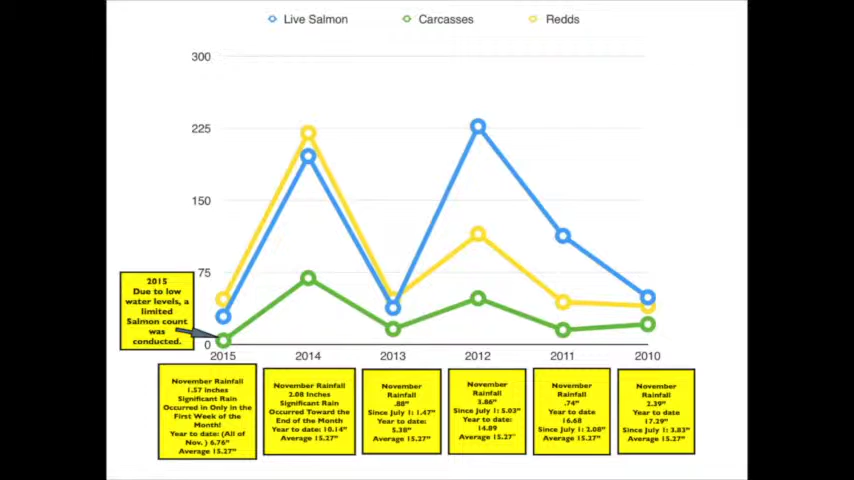 Live Salmon
Carcasses
Redds
300
225
150
75
0
2015
Due to low
water levels, a
limited
Salmon count
was
conducted.
2015
2014
2013
2012
2011
2010
November Rainfall
1.57 inches
Significant Rain
Occurred in Only in the
First Week of the
Month!
Year to date: (All of
Nov. ) 6.76"
Average 15.27"
November Rainfall
2.08 Inches
Significant Rain
Occurred Toward the
End of the Month
Year to date: 10.14"
Average 15.27"
November
Rainfall
.88"
Since July 1: 1.47"
Year to date:
5.38"
Average 15.27"
November
Rainfall
Since July 1: 5.03"
Year to date:
14.09
Average 15.27"
November
Rainfall
.74"
Year to date
16.68
Since July 1: 2.08"
Average 15.27"
November
Rainfall
2.39"
Year to date
17.29"
Since July 1: 3.83"
Average 15.27"